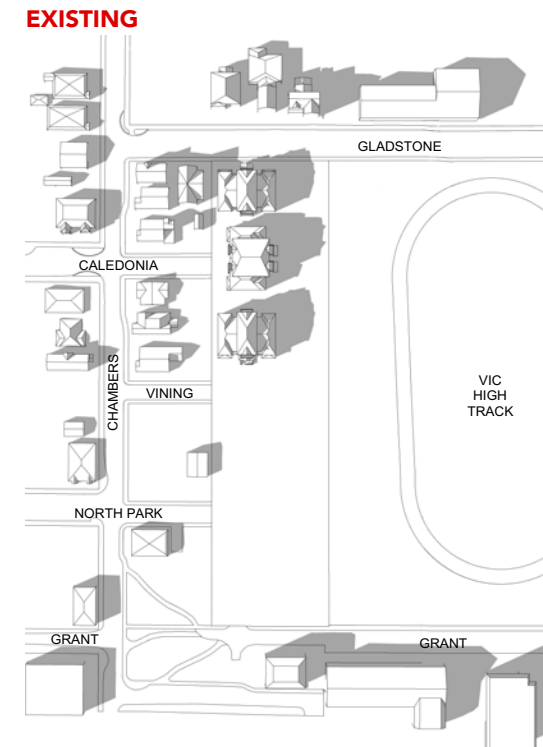 EXISTING
GLADSTONE
CALEDONIA
CHAMBERS
VINING
VIC
HIGH
TRACK
NORTH PARK
GRANT
GRANT